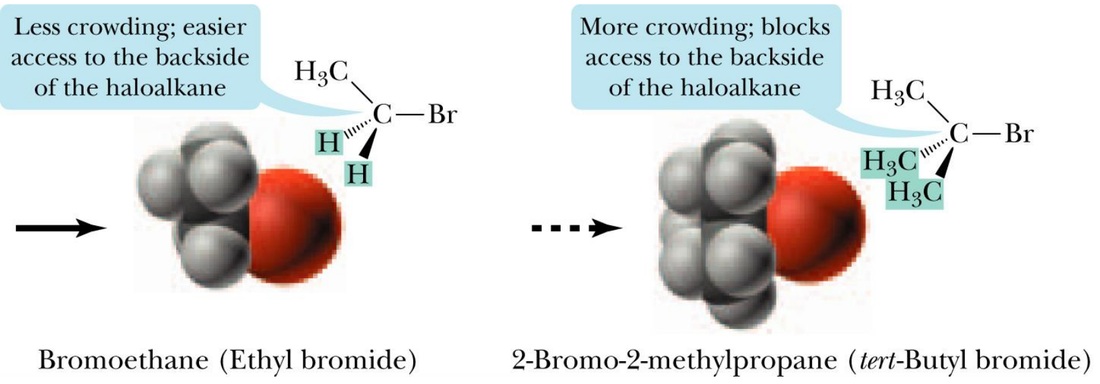 Less crowding; easier
access to the backside
of the haloalkane
H₃C
C—Br
H
H
More crowding; blocks
access to the backside
of the haloalkane
H₃C
C—Br
H₃C
H₃C
Bromoethane (Ethyl bromide)
2-Bromo-2-methylpropane (tert-Butyl bromide)